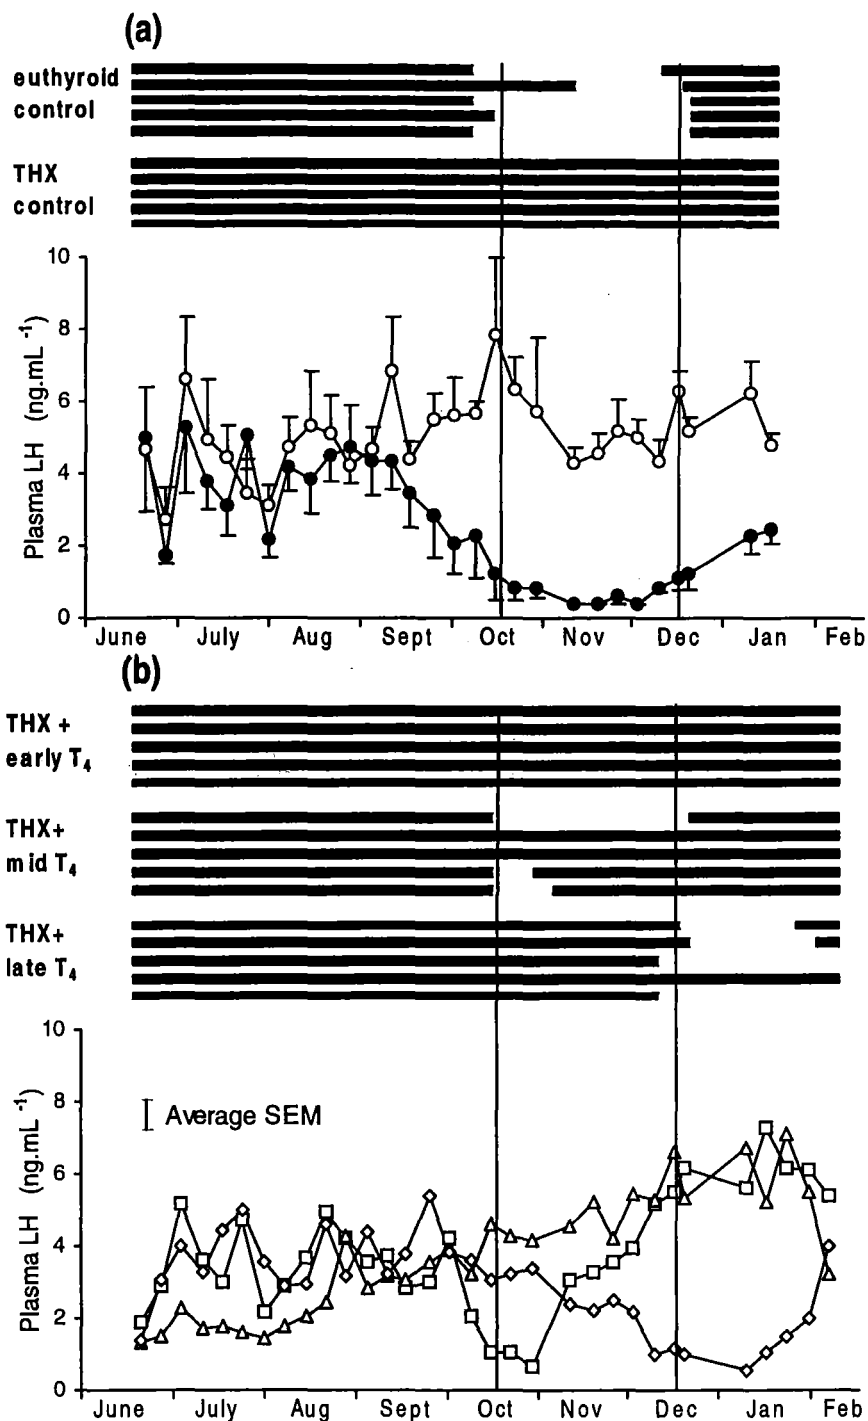 (a)
euthyroid
control
THX
control
10
8
6
4
2
0
Plasma LH (ng.mL⁻¹)
June July Aug Sept Oct Nov Dec Jan Feb
(b)
THX +
early T₄
THX+
mid T₄
THX+
late T₄
10
8
6
4
2
0
Plasma LH (ng.mL⁻¹)
Average SEM
June July Aug Sept Oct Nov Dec Jan Feb